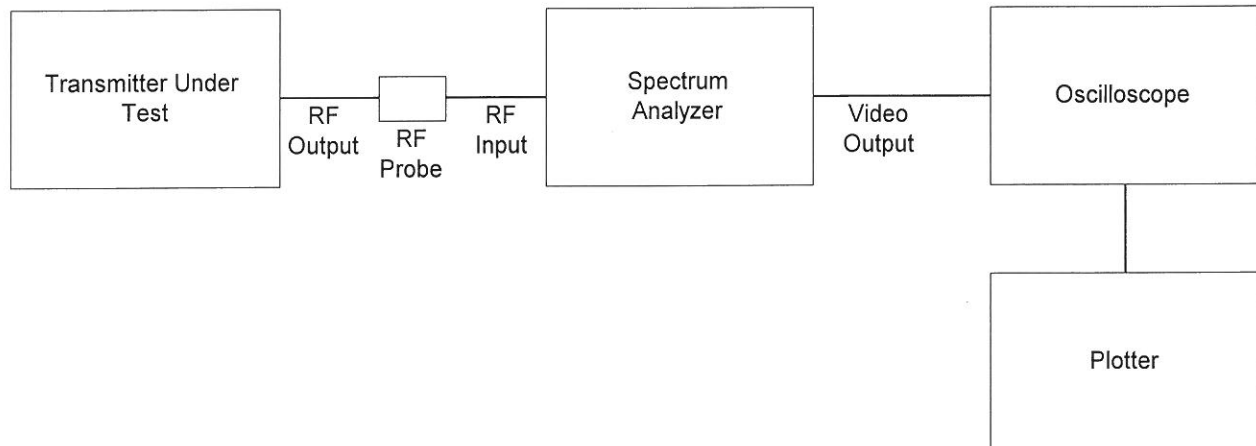 Transmitter Under
Test
RF
Output
RF
Probe
RF
Input
Spectrum
Analyzer
Video
Output
Oscilloscope
Plotter